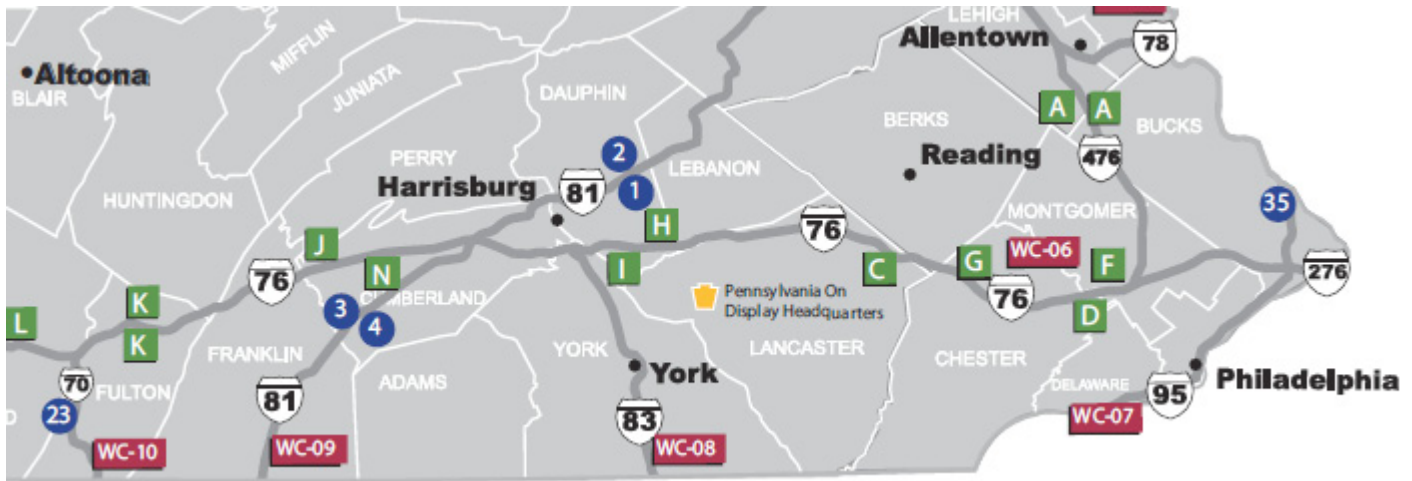 LEHIGH
Allentown
78
MIFFLIN
Altoona
BLAIR
JUNIATA
DAUPHIN
A
A
BERKS
BUCKS
2
PERRY
LEBANON
Reading
476
Harrisburg
81
1
HUNTINGDON
35
MONTGOMER
H
76
J
WC-06
N
I
C
G
F
276
76
CUMBERLAND
Pennsylvania On
Display Headquarters
76
K
3
4
D
L
K
FRANKLIN
YORK
LANCASTER
CHESTER
York
70
FULTON
ADAMS
DELAWARE
Philadelphia
81
95
23
83
WC-07
D
WC-10
WC-09
WC-08